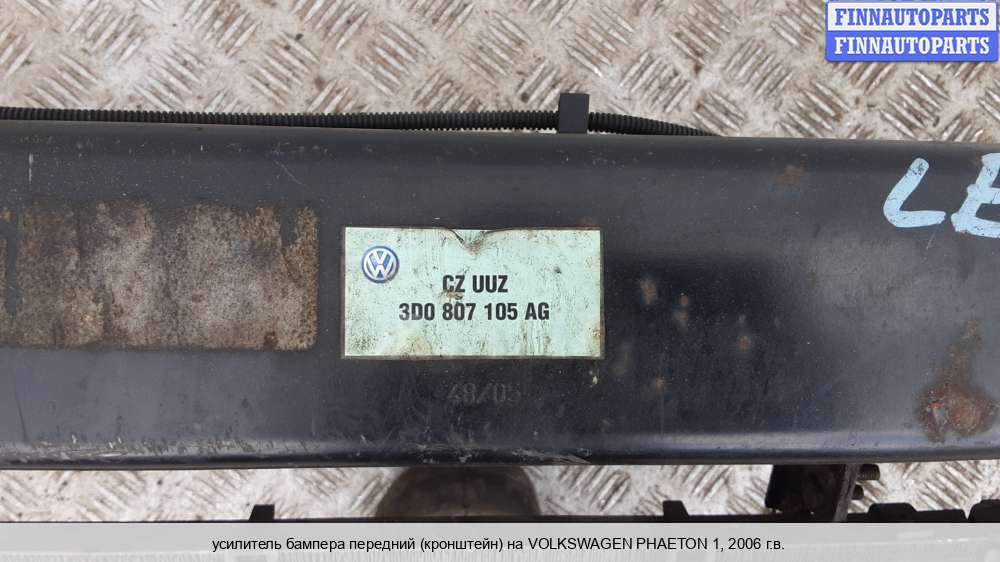 FINNAUTOPARTS
FINNAUTOPARTS
LE
CZ UUZ
3D0 807 105 AG
48/05
усилитель бампера передний (кронштейн) на VOLKSWAGEN PHAETON 1, 2006 г.в.